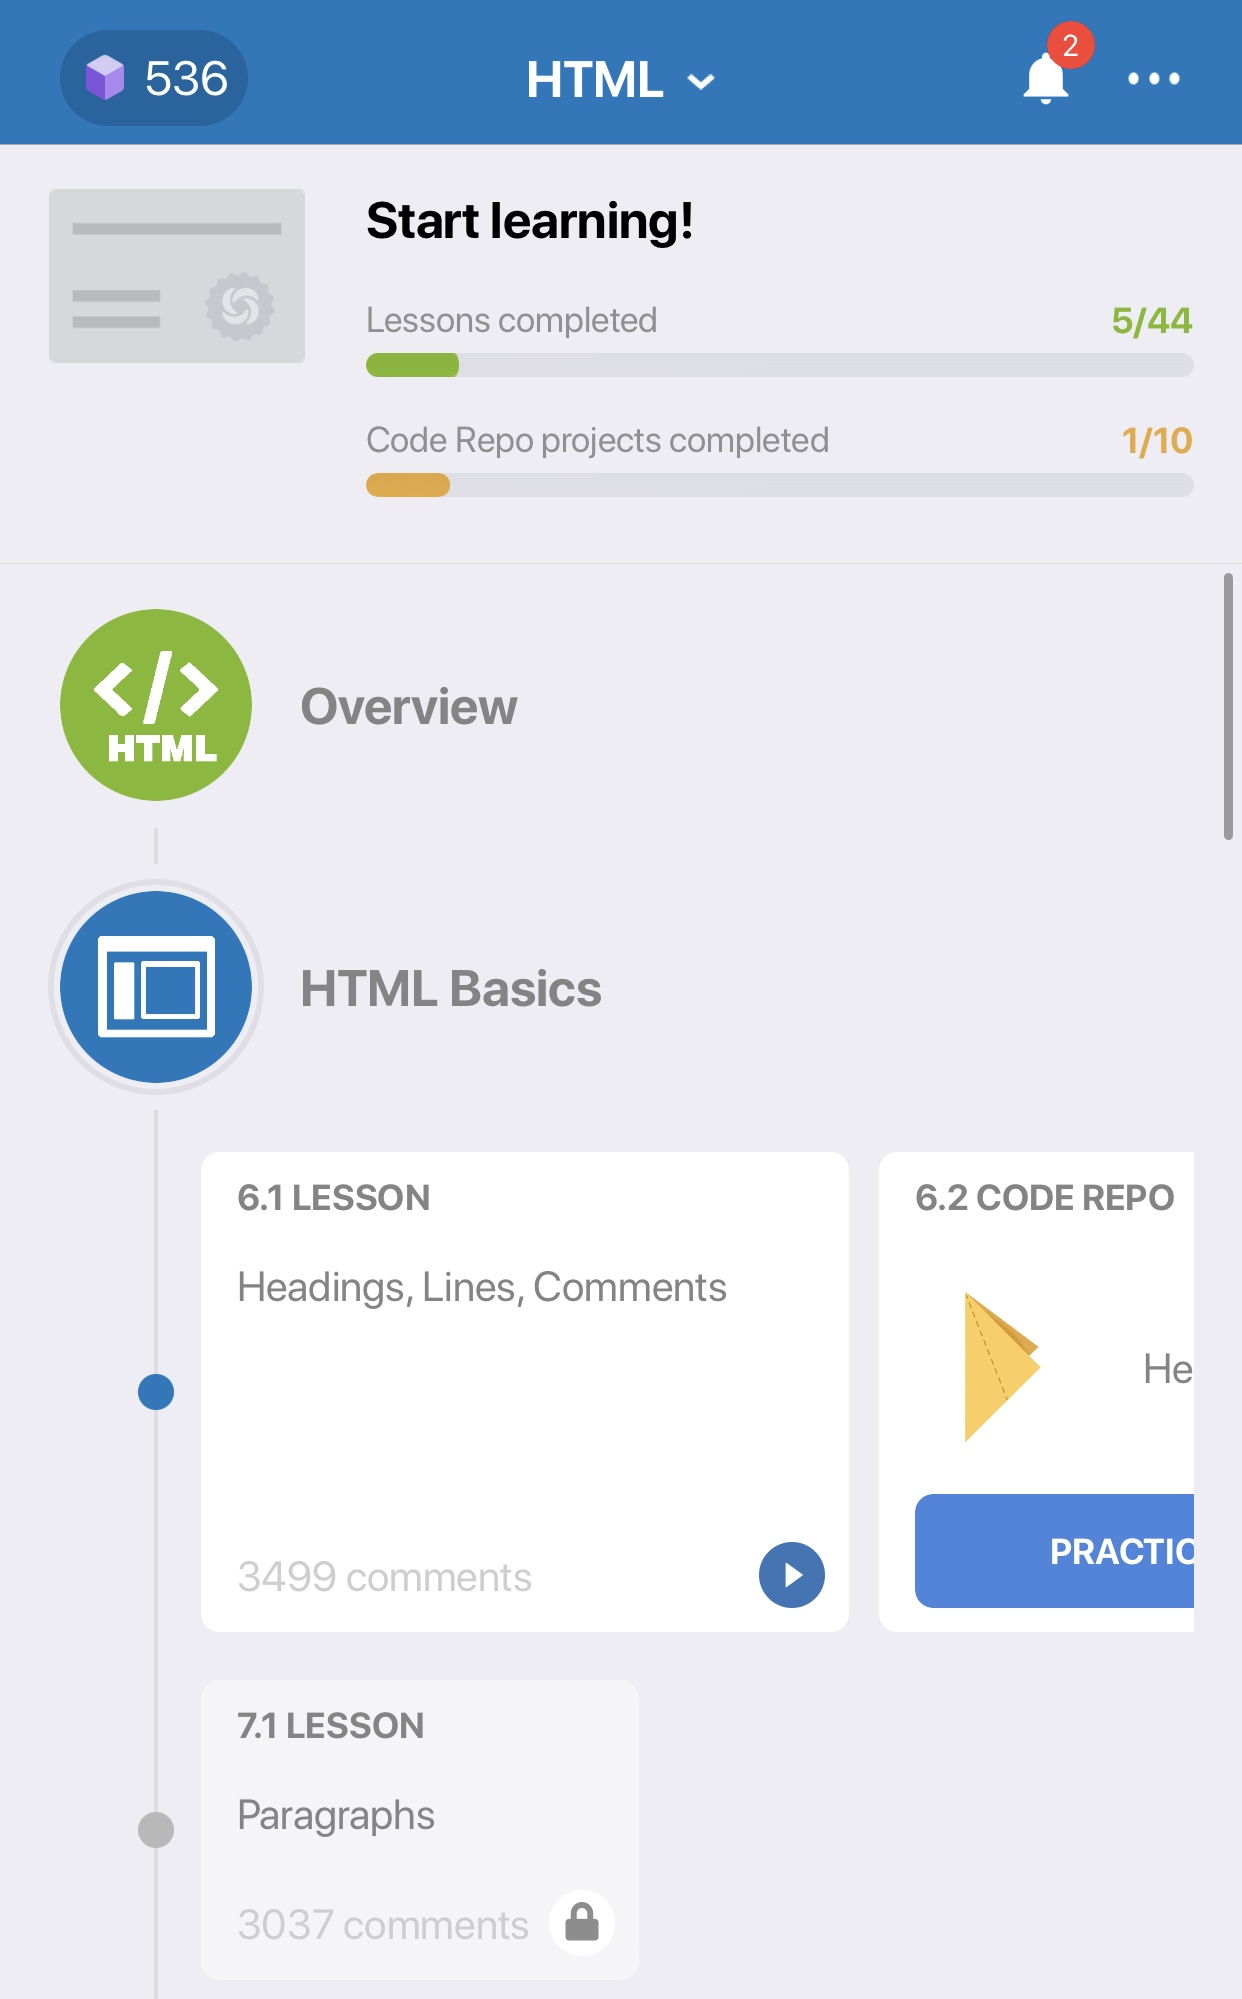 536
HTML
2
Start learning!
Lessons completed 5/44
Code Repo projects completed 1/10
HTML
Overview
HTML Basics
6.1 LESSON
Headings, Lines, Comments
3499 comments
6.2 CODE REPO
He
PRACTIC
7.1 LESSON
Paragraphs
3037 comments